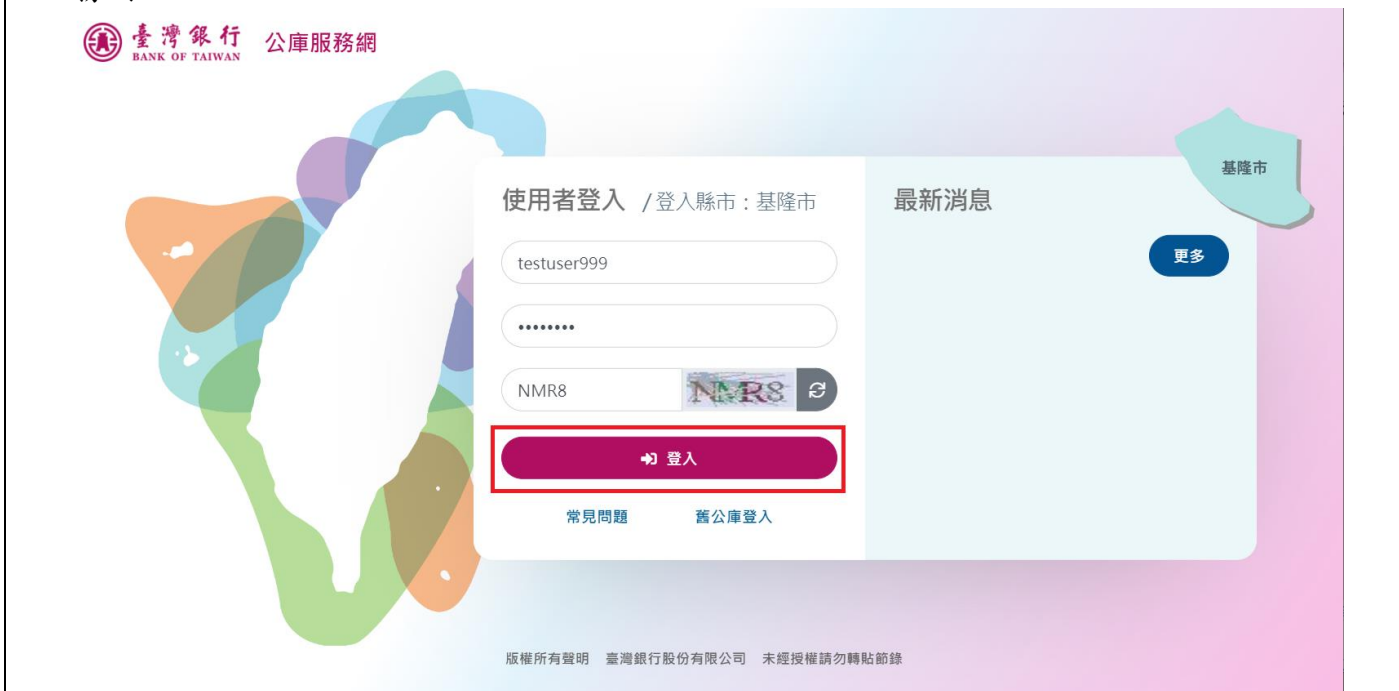 臺灣銀行 公庫服務網
BANK OF TAIWAN
基隆市
使用者登入 /登入縣市：基隆市
testuser999
••••••••
NMR8 NMR8
登入
常見問題 舊公庫登入
最新消息
更多
版權所有聲明 臺灣銀行股份有限公司 未經授權請勿轉貼節錄